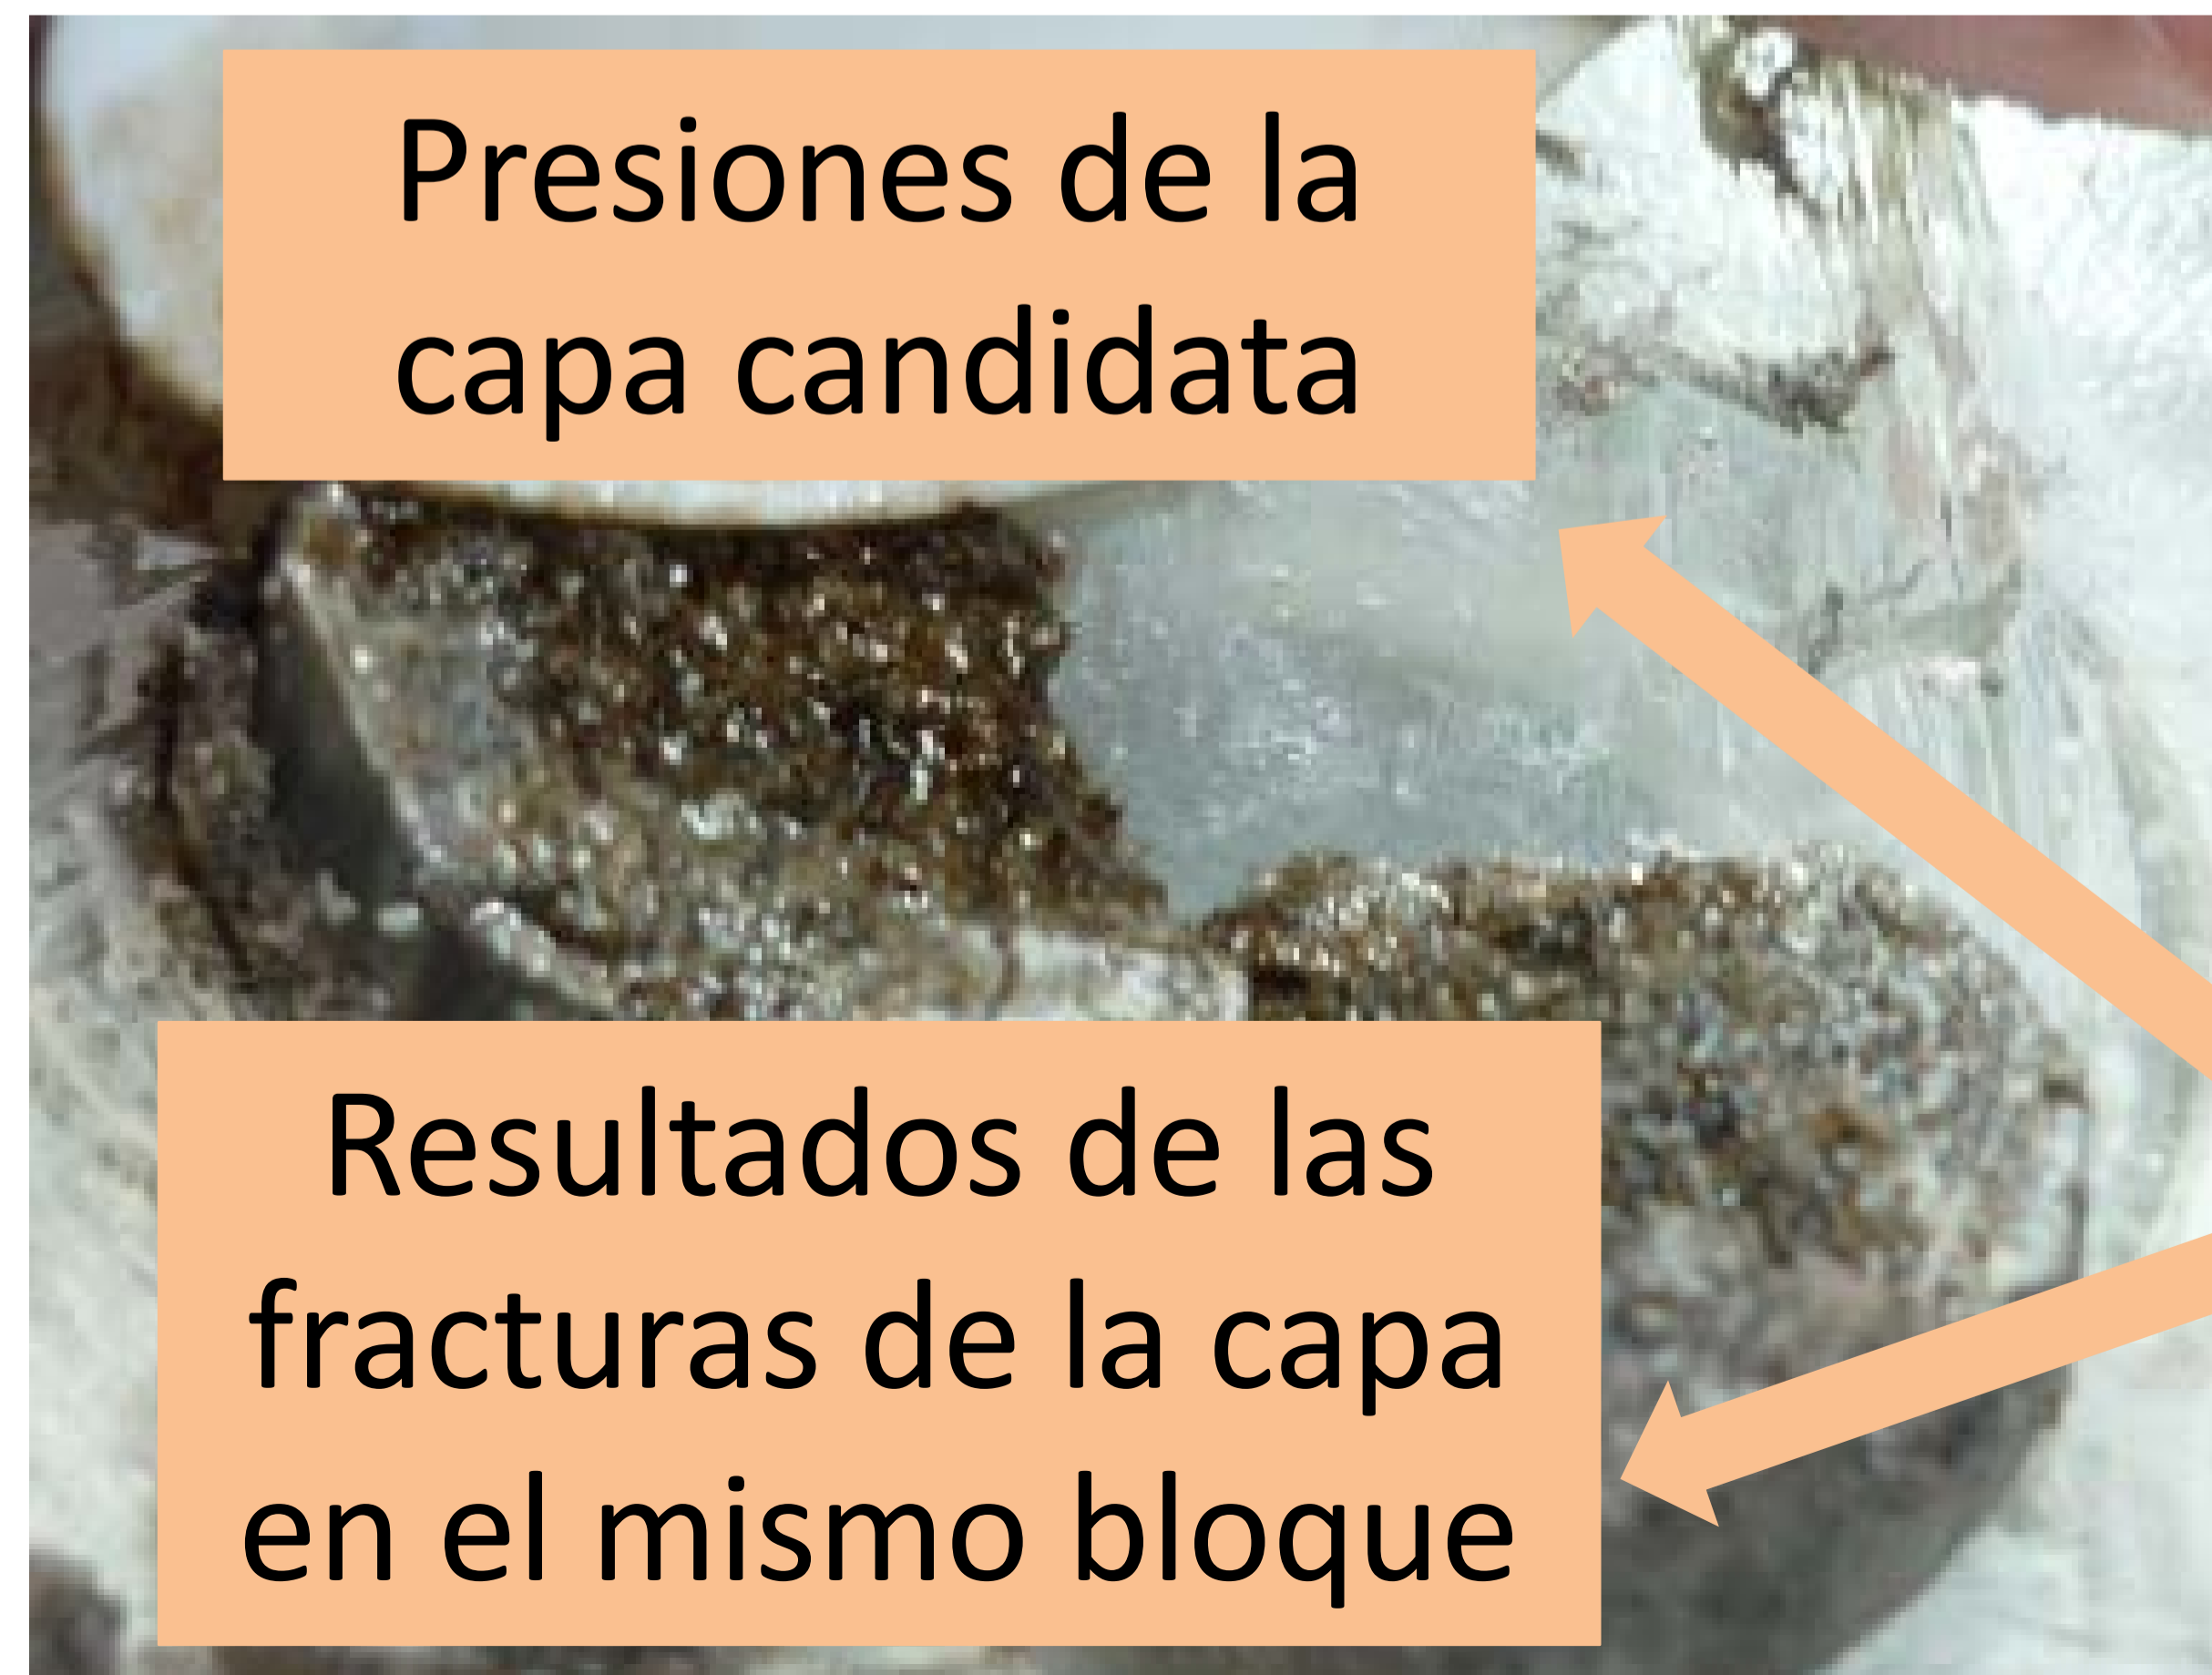 Presiones de la
capa candidata
Resultados de las
fracturas de la capa
en el mismo bloque